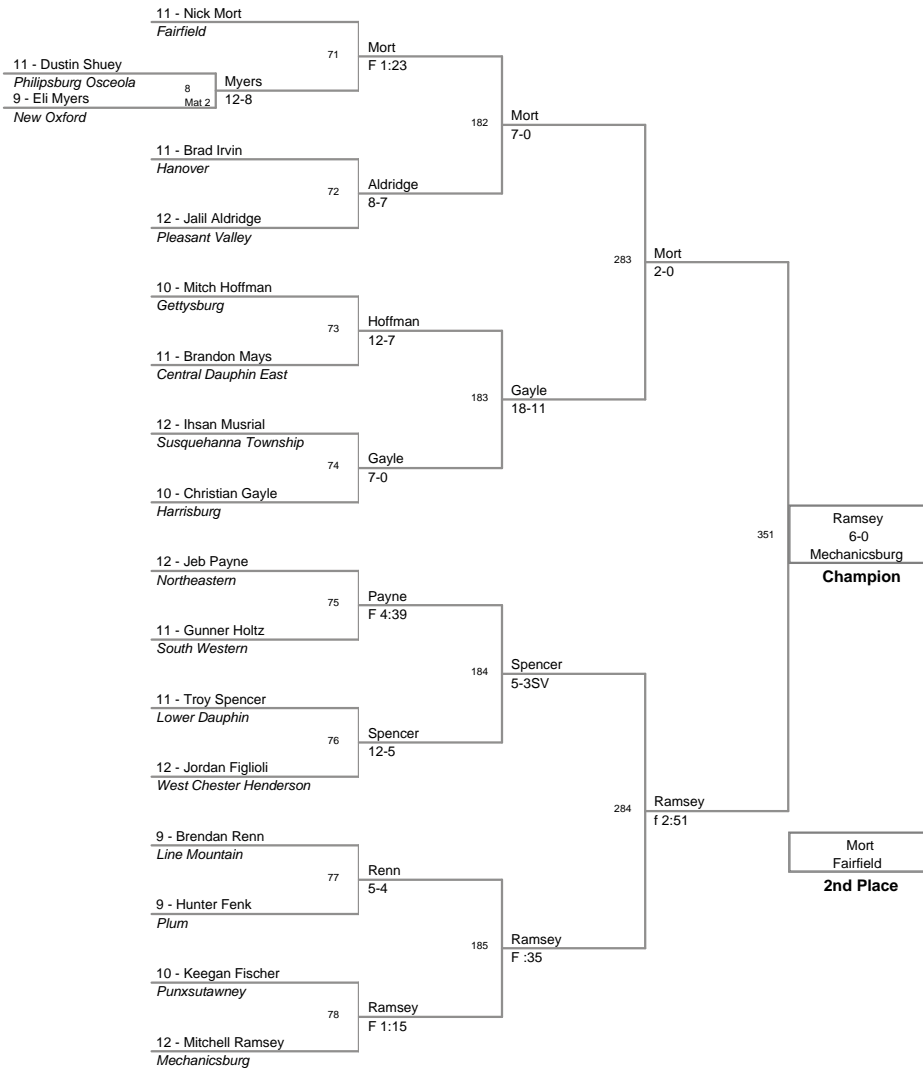 11 - Nick Mort
Fairfield
71
Mort
F 1:23
11 - Dustin Shuey
Philipsburg Osceola
8
Mat 2
Myers
12-8
9 - Eli Myers
New Oxford
182
Mort
7-0
11 - Brad Irvin
Hanover
72
Aldridge
8-7
12 - Jalil Aldridge
Pleasant Valley
283
Mort
2-0
10 - Mitch Hoffman
Gettysburg
73
Hoffman
12-7
11 - Brandon Mays
Central Dauphin East
183
Gayle
18-11
12 - Ihsan Musrial
Susquehanna Township
74
Gayle
7-0
10 - Christian Gayle
Harrisburg
351
Ramsey
6-0
Mechanicsburg
Champion
12 - Jeb Payne
Northeastern
75
Payne
F 4:39
11 - Gunner Holtz
South Western
184
Spencer
5-3SV
11 - Troy Spencer
Lower Dauphin
76
Spencer
12-5
12 - Jordan Figlioli
West Chester Henderson
284
Ramsey
f 2:51
9 - Brendan Renn
Line Mountain
77
Renn
5-4
9 - Hunter Fenk
Plum
185
Ramsey
F :35
10 - Keegan Fischer
Punxsutawney
78
Ramsey
F 1:15
12 - Mitchell Ramsey
Mechanicsburg
Mort
Fairfield
2nd Place